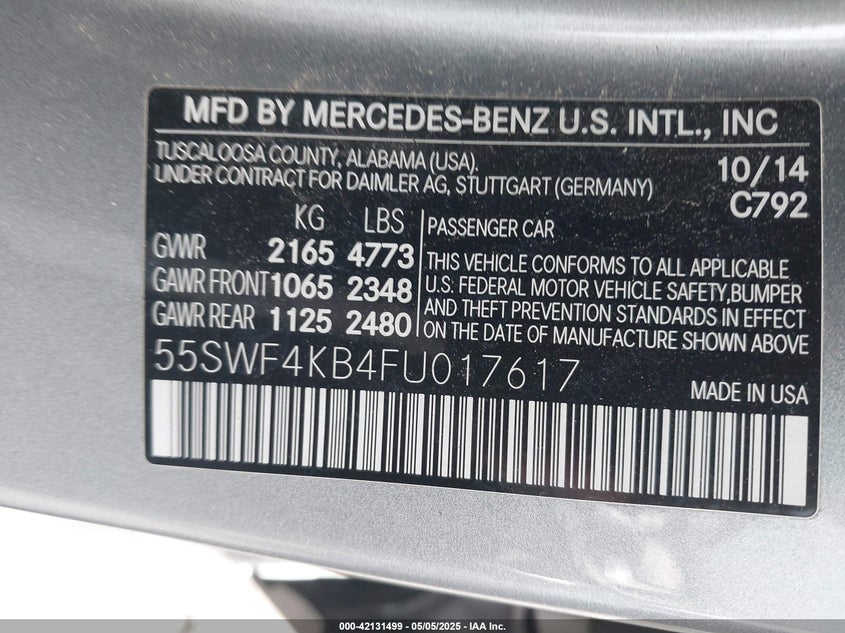 MFD BY MERCEDES-BENZ U.S. INTL., INC
TUSCALOOSA COUNTY, ALABAMA (USA).
UNDER CONTRACT FOR DAIMLER AG, STUTTGART (GERMANY)
10/14
C792
KG LBS
GVWR 2165 4773
GAWR FRONT 1065 2348
GAWR REAR 1125 2480
PASSENGER CAR
THIS VEHICLE CONFORMS TO ALL APPLICABLE
U.S. FEDERAL MOTOR VEHICLE SAFETY,BUMPER
AND THEFT PREVENTION STANDARDS IN EFFECT
ON THE DATE OF MANUFACTURE SHOWN ABOVE
55SWF4KB4FU017617
MADE IN USA
000-42131499 - 05/05/2025 - IAA Inc.